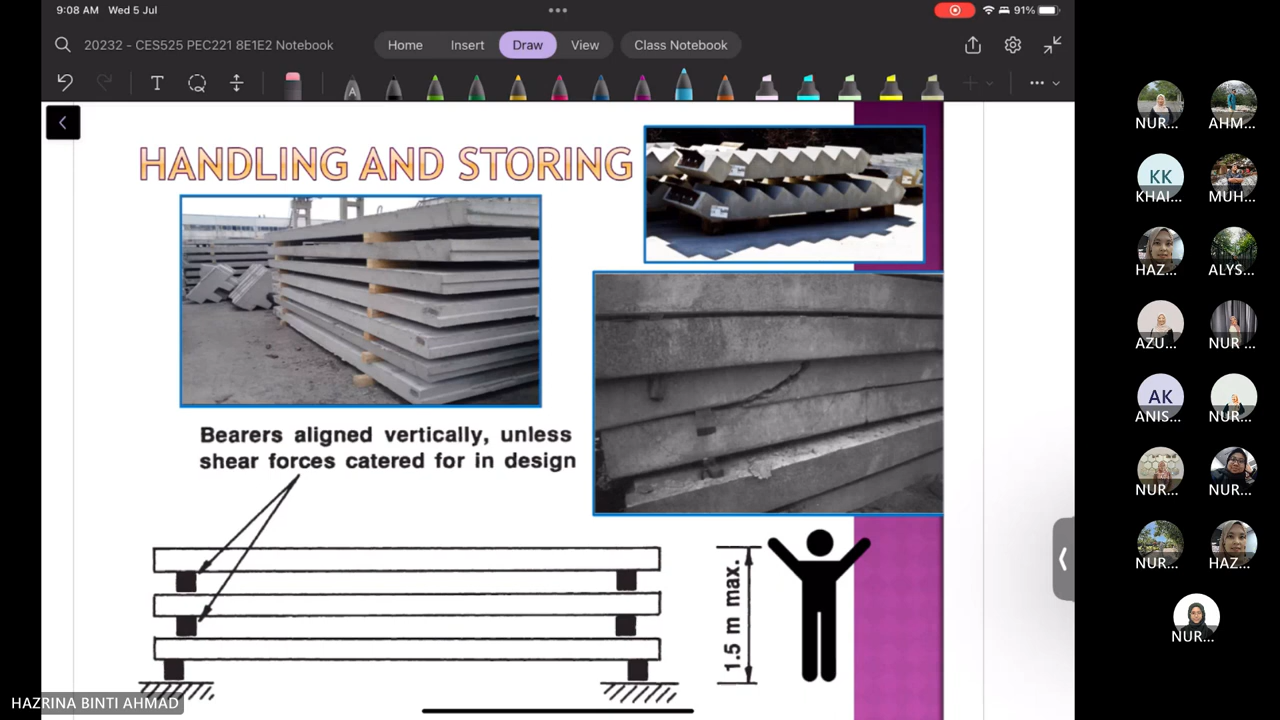 9:08 AM Wed 5 Jul
91%
20232 - CES525 PEC221 8E1E2 Notebook
Home
Insert
Draw
View
Class Notebook
T
A
HANDLING AND STORING
Bearers aligned vertically, unless
shear forces catered for in design
1.5 m max.
HAZRINA BINTI AHMAD
NUR...
AHM...
KK
KHAI...
MUH...
HAZ...
ALYS...
AZU...
NUR ...
AK
ANIS...
NUR...
NUR...
NUR...
NUR...
HAZ...
NUR...